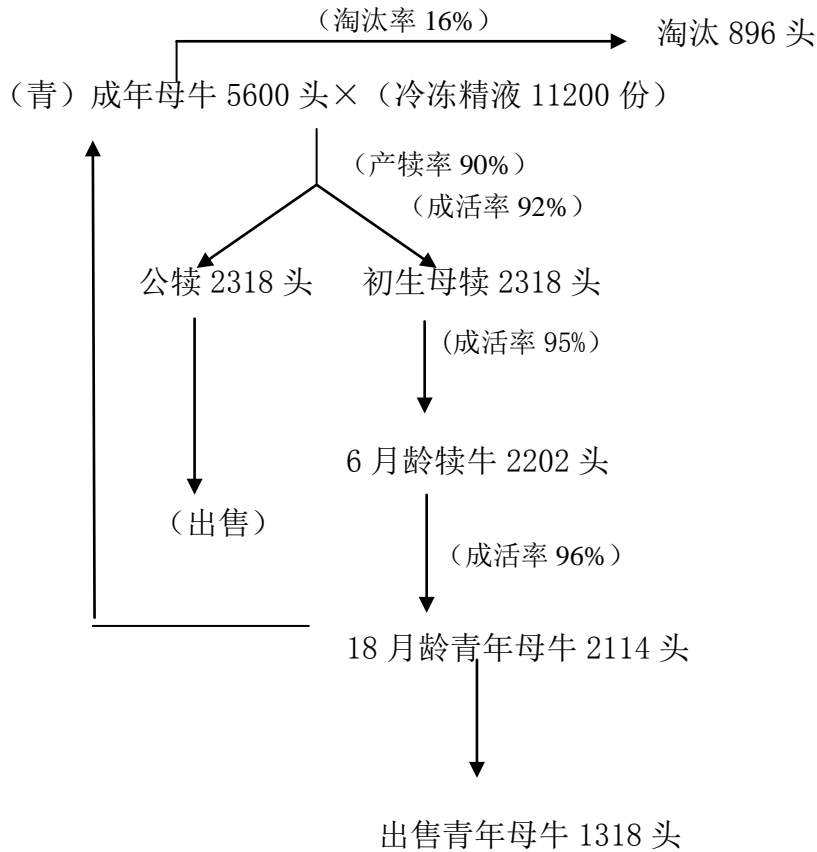 （淘汰率 16%）
淘汰 896 头
（青）成年母牛 5600 头×（冷冻精液 11200 份）
（产犊率 90%）
（成活率 92%）
公犊 2318 头
初生母犊 2318 头
（成活率 95%）
6 月龄犊牛 2202 头
（出售）
（成活率 96%）
18 月龄青年母牛 2114 头
出售青年母牛 1318 头